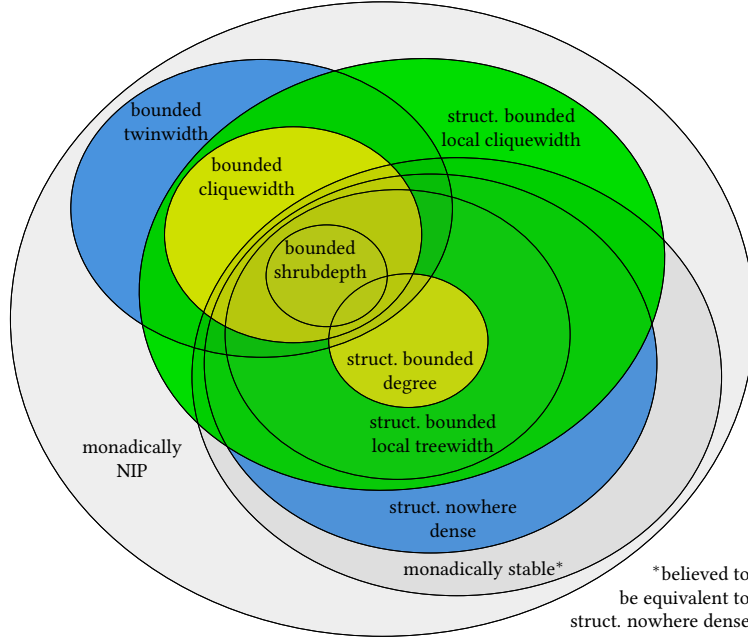 bounded
twinwidth
struct. bounded
local cliquewidth
bounded
cliquewidth
bounded
shrubdepth
struct. bounded
degree
struct. bounded
local treewidth
monadically
NIP
struct. nowhere
dense
monadically stable*
*believed to
be equivalent to
struct. nowhere dense